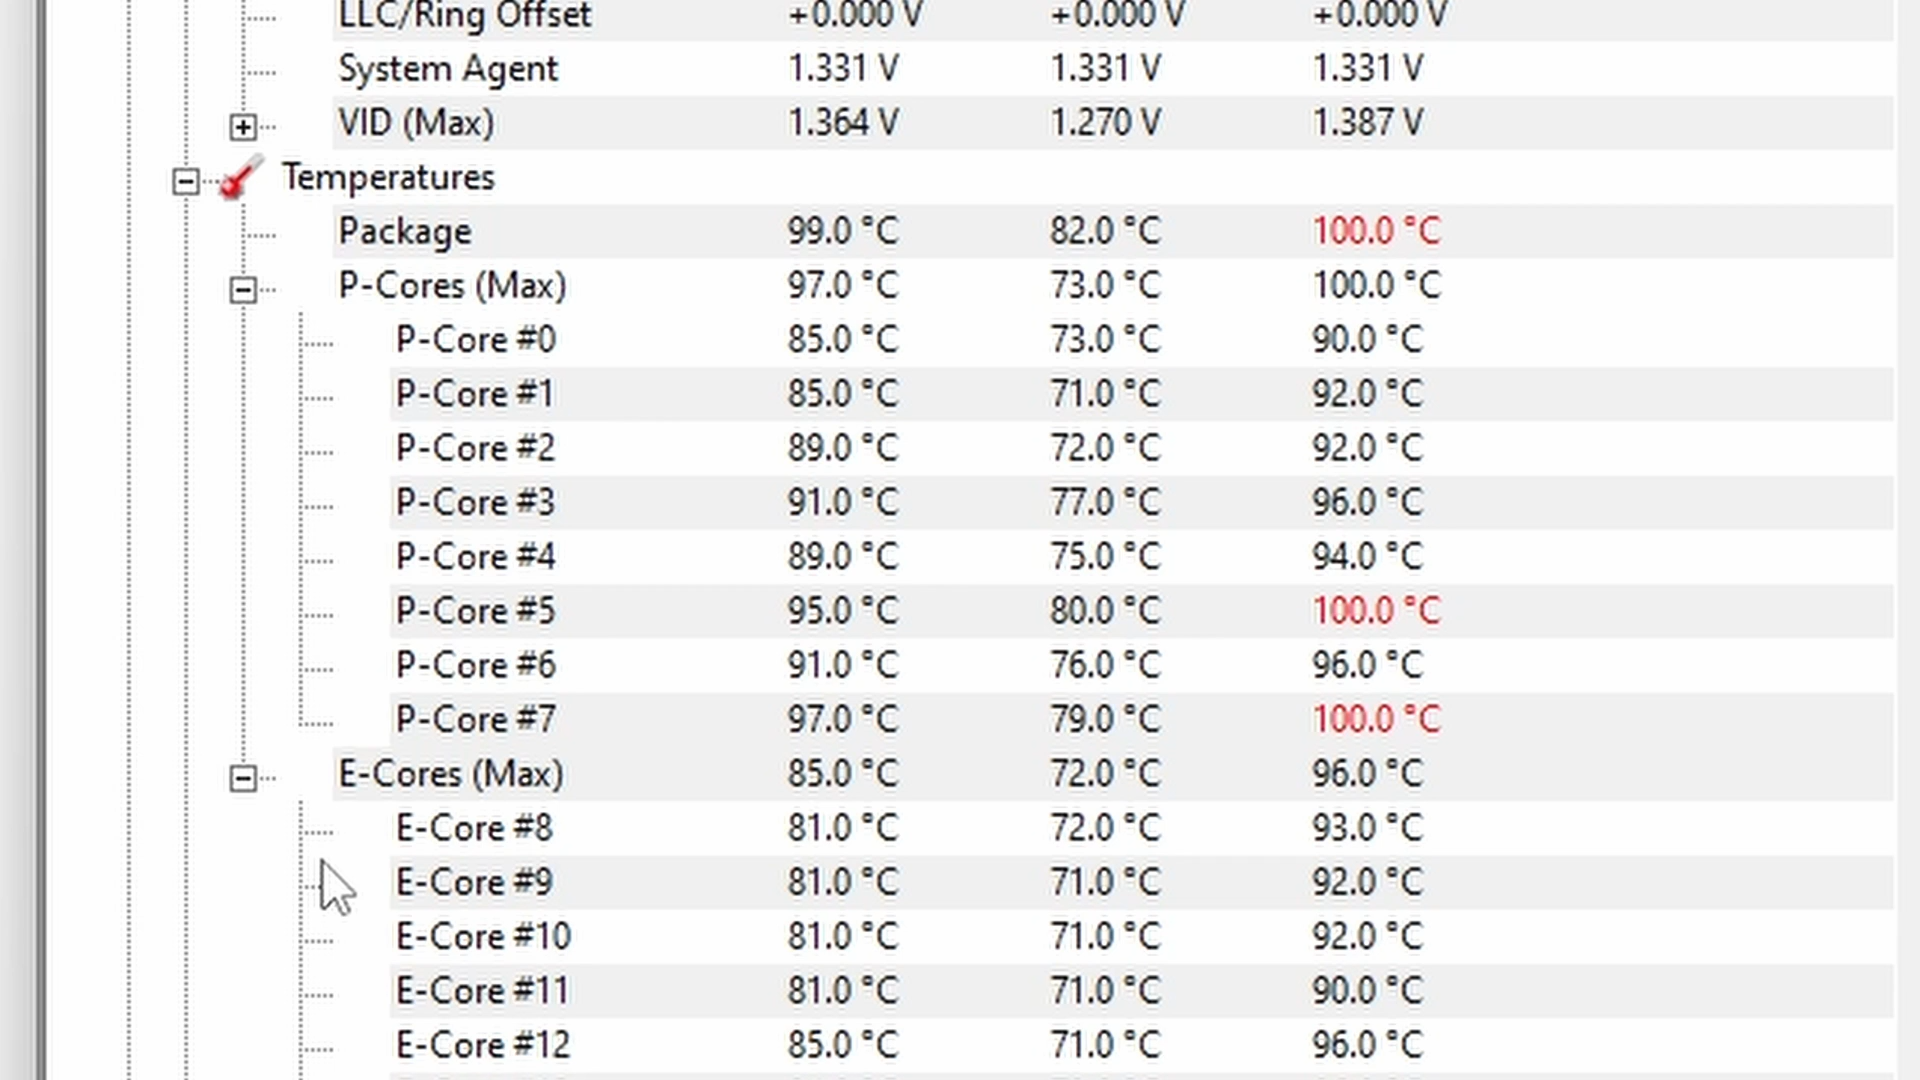 LLC/Ring Offset +0.000 V +0.000 V +0.000 V
System Agent 1.331 V 1.331 V 1.331 V
VID (Max) 1.364 V 1.270 V 1.387 V
Temperatures
Package 99.0 °C 82.0 °C 100.0 °C
P-Cores (Max) 97.0 °C 73.0 °C 100.0 °C
P-Core #0 85.0 °C 73.0 °C 90.0 °C
P-Core #1 85.0 °C 71.0 °C 92.0 °C
P-Core #2 89.0 °C 72.0 °C 92.0 °C
P-Core #3 91.0 °C 77.0 °C 96.0 °C
P-Core #4 89.0 °C 75.0 °C 94.0 °C
P-Core #5 95.0 °C 80.0 °C 100.0 °C
P-Core #6 91.0 °C 76.0 °C 96.0 °C
P-Core #7 97.0 °C 79.0 °C 100.0 °C
E-Cores (Max) 85.0 °C 72.0 °C 96.0 °C
E-Core #8 81.0 °C 72.0 °C 93.0 °C
E-Core #9 81.0 °C 71.0 °C 92.0 °C
E-Core #10 81.0 °C 71.0 °C 92.0 °C
E-Core #11 81.0 °C 71.0 °C 90.0 °C
E-Core #12 85.0 °C 71.0 °C 96.0 °C